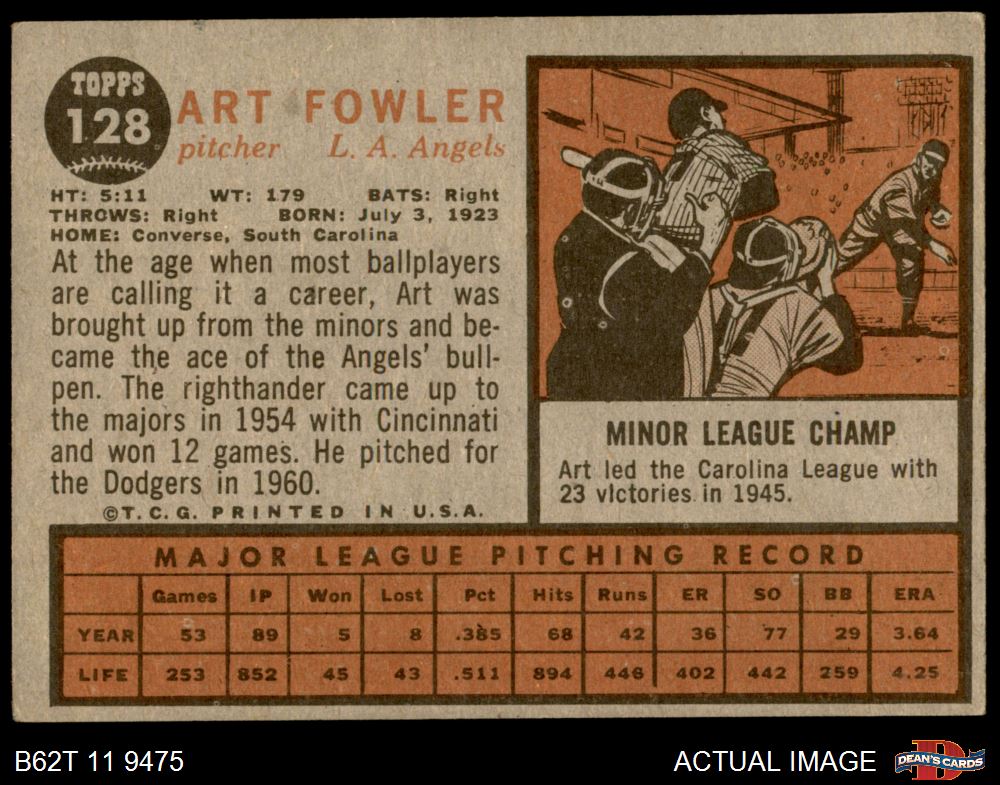 TOPPS
128
ART FOWLER
pitcher L. A. Angels
HT: 5:11 WT: 179 BATS: Right
THROWS: Right BORN: July 3, 1923
HOME: Converse, South Carolina
At the age when most ballplayers
are calling it a career, Art was
brought up from the minors and be-
came the ace of the Angels' bull-
pen. The righthander came up to
the majors in 1954 with Cincinnati
and won 12 games. He pitched for
the Dodgers in 1960.
©T.C.G. PRINTED IN U.S.A.
MINOR LEAGUE CHAMP
Art led the Carolina League with
23 victories in 1945.
MAJOR LEAGUE PITCHING RECORD
Games IP Won Lost Pct Hits Runs ER SO BB ERA
YEAR 53 89 5 8 .385 68 42 36 77 29 3.64
LIFE 253 852 45 43 .511 894 446 402 442 259 4.25
B62T 11 9475 ACTUAL IMAGE DEAN'S CARDS